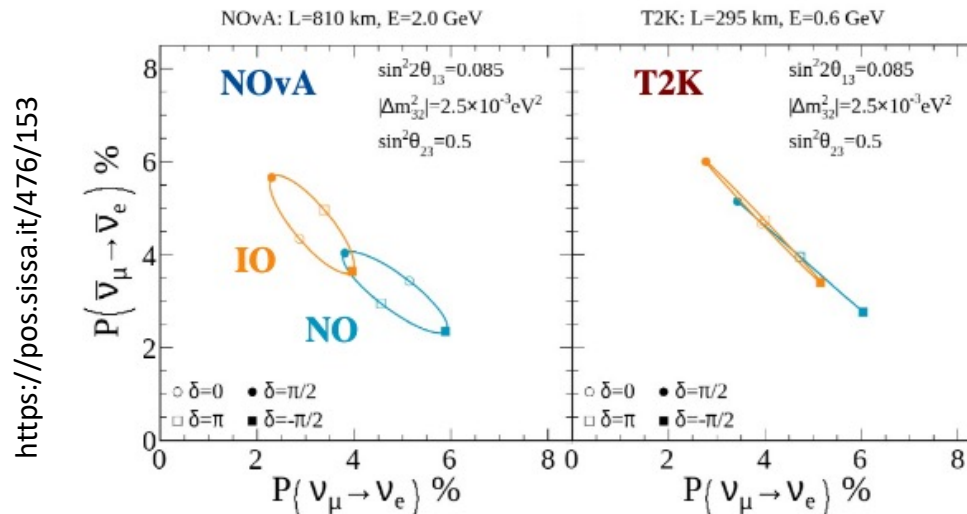 https://pos.sissa.it/476/153
NOνA: L=810 km, E=2.0 GeV
T2K: L=295 km, E=0.6 GeV
NOvA
sin²2θ₁₃=0.085
|Δm²₃₂|=2.5×10⁻³eV²
sin²θ₂₃=0.5
IO
NO
○ δ=0 ● δ=π/2
□ δ=π ■ δ=-π/2
P(ν̄μ → ν̄e) %
P(νμ → νe) %
0 2 4 6 8
0 2 4 6 8
T2K
sin²2θ₁₃=0.085
|Δm²₃₂|=2.5×10⁻³eV²
sin²θ₂₃=0.5
○ δ=0 ● δ=π/2
□ δ=π ■ δ=-π/2
P(νμ → νe) %
0 2 4 6 8